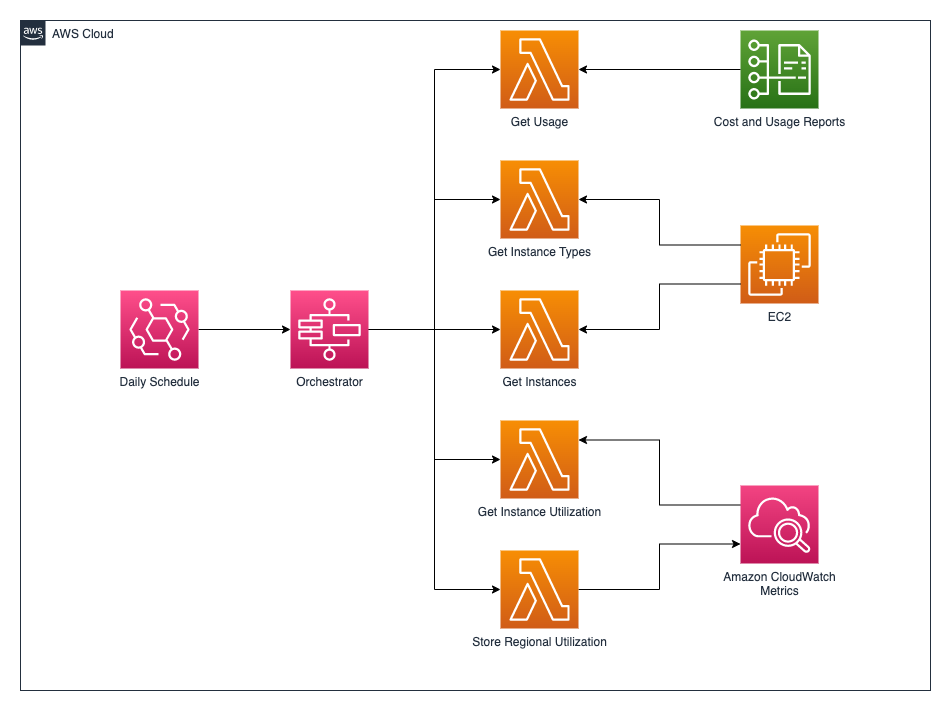 aws
AWS Cloud
Get Usage
Cost and Usage Reports
Get Instance Types
EC2
Daily Schedule
Orchestrator
Get Instances
Get Instance Utilization
Amazon CloudWatch
Metrics
Store Regional Utilization